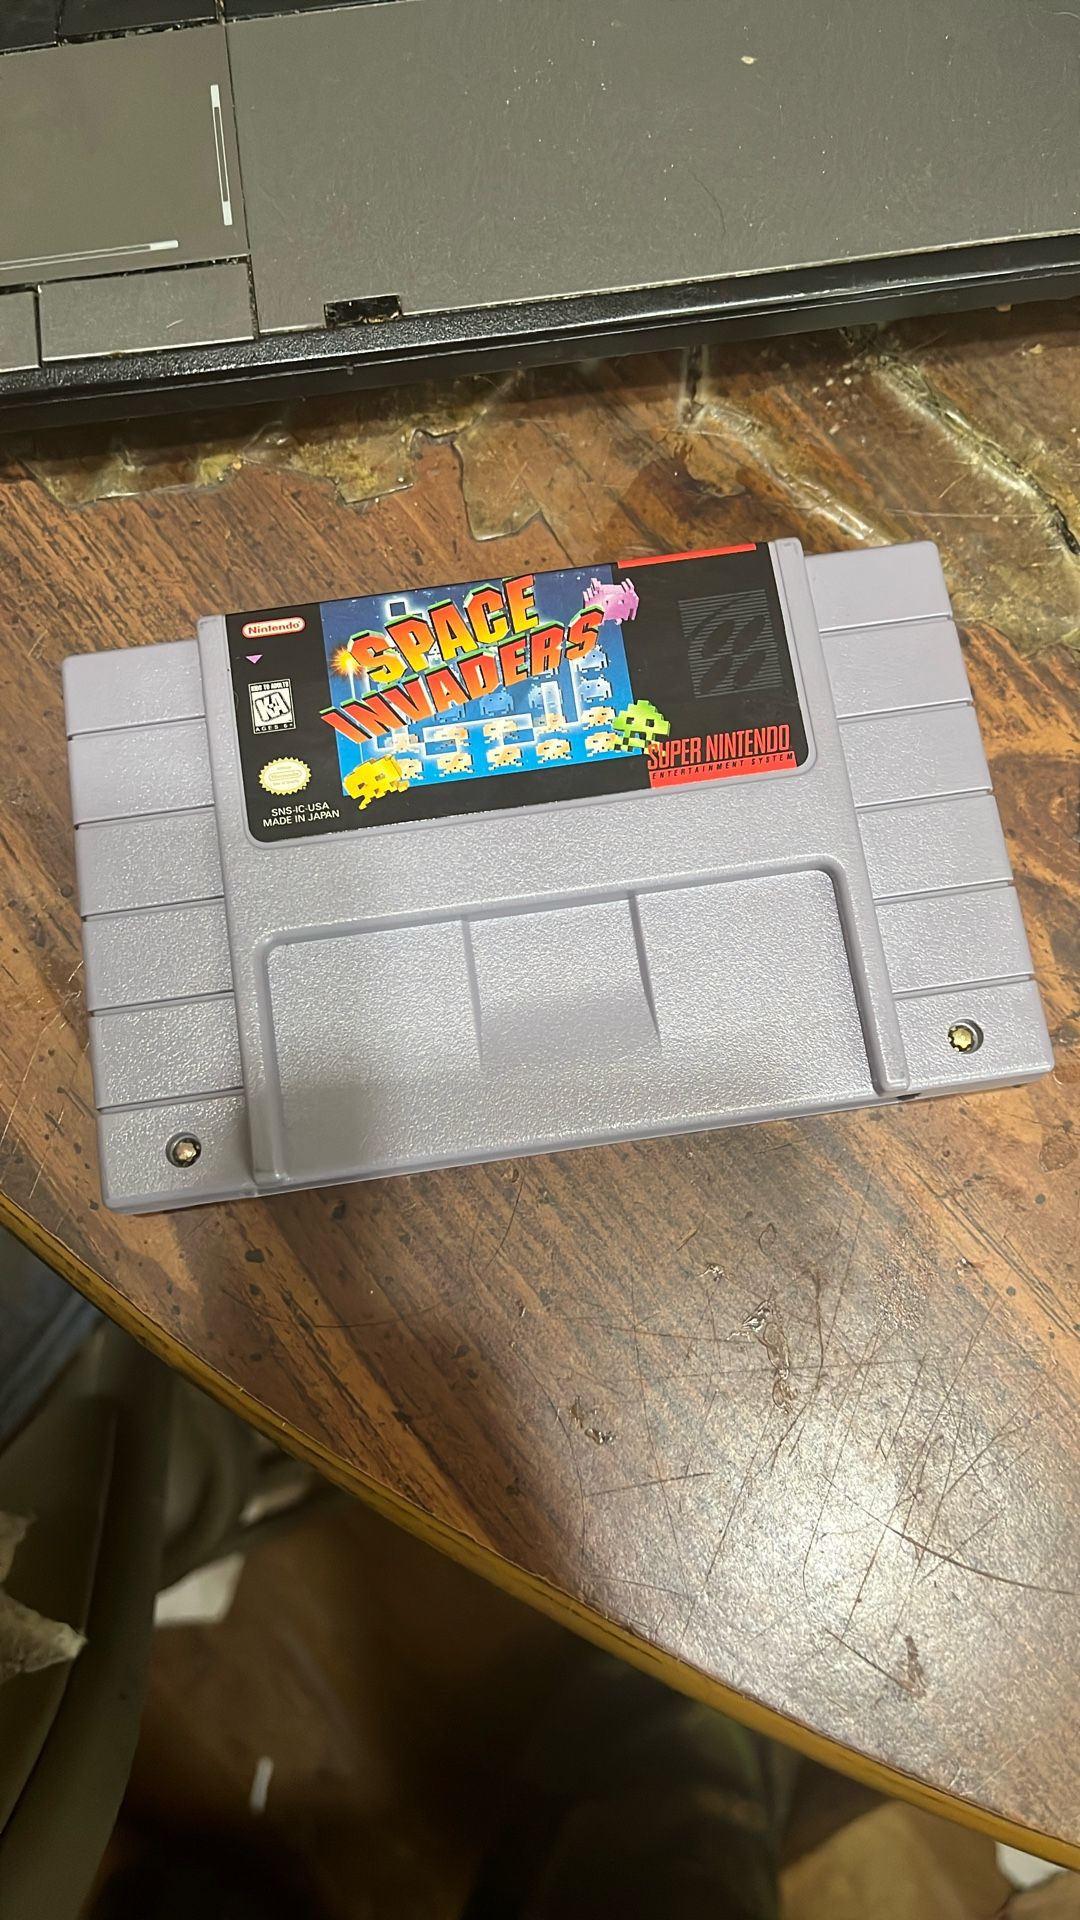 Nintendo
KIDS TO ADULTS
K-A
AGES 6+
SPACE
INVADERS
SNS-IC-USA
MADE IN JAPAN
SUPER NINTENDO
ENTERTAINMENT SYSTEM